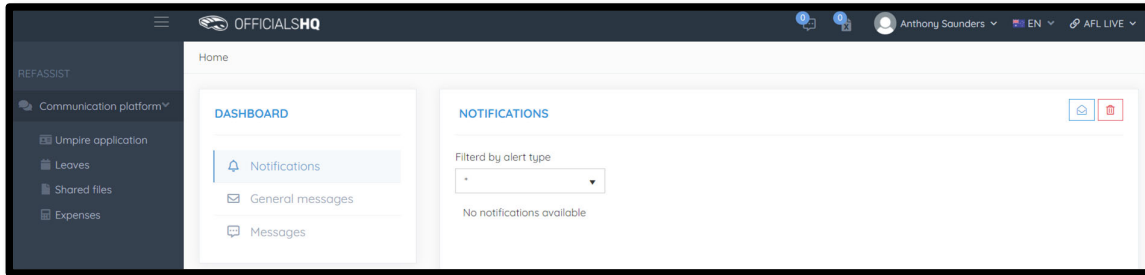 OFFICIALSHQ
0
0
Anthony Saunders
EN
AFL LIVE
REFASSIST
Communication platform
Umpire application
Leaves
Shared files
Expenses
Home
DASHBOARD
Notifications
General messages
Messages
NOTIFICATIONS
Filterd by alert type
*
No notifications available